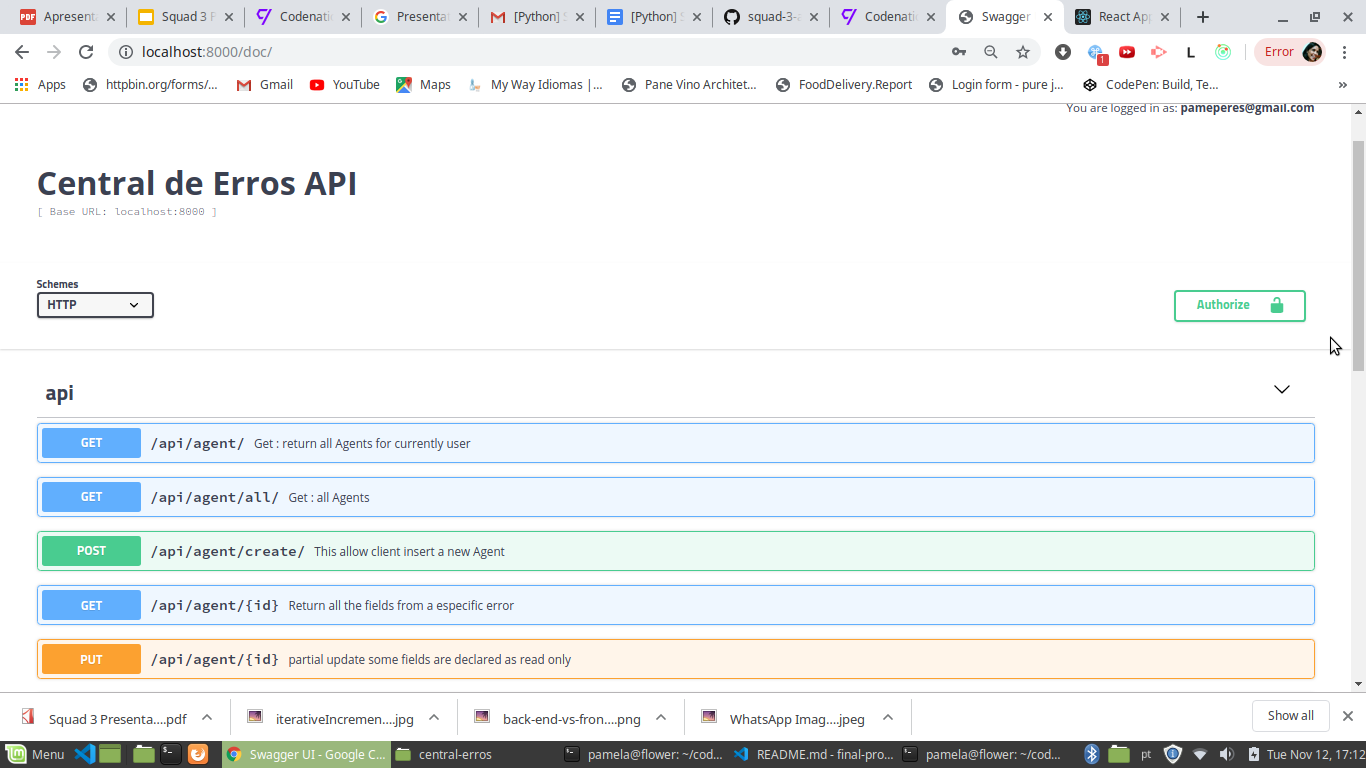 Apresenta
Squad 3 P
Codenatio
Presentat
[Python] S
[Python] S
squad-3-a
Codenatio
Swagger
React App
localhost:8000/doc/
1
L
Error
Apps
httpbin.org/forms/...
Gmail
YouTube
Maps
My Way Idiomas |...
Pane Vino Architet...
FoodDelivery.Report
Login form - pure j...
CodePen: Build, Te...
»
You are logged in as: pameperes@gmail.com
Central de Erros API
[ Base URL: localhost:8000 ]
Schemes
HTTP
Authorize
api
GET /api/agent/ Get : return all Agents for currently user
GET /api/agent/all/ Get : all Agents
POST /api/agent/create/ This allow client insert a new Agent
GET /api/agent/{id} Return all the fields from a especific error
PUT /api/agent/{id} partial update some fields are declared as read only
Squad 3 Presenta....pdf
iterativeIncremen....jpg
back-end-vs-fron....png
WhatsApp Imag....jpeg
Show all
Menu
Swagger UI - Google C...
central-erros
pamela@flower: ~/cod...
README.md - final-pro...
pamela@flower: ~/cod...
pt
Tue Nov 12, 17:12